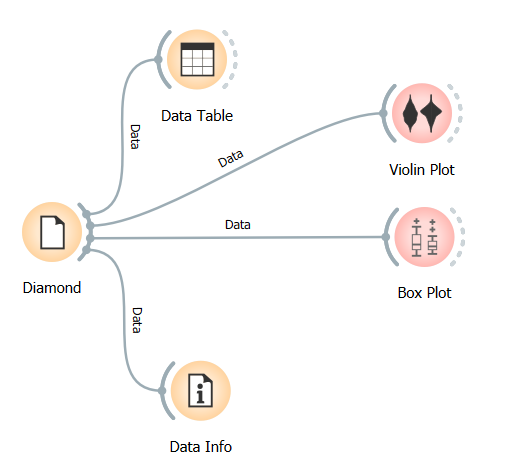 Data Table
Data
Data
Violin Plot
Data
Diamond
Box Plot
Data
Data Info